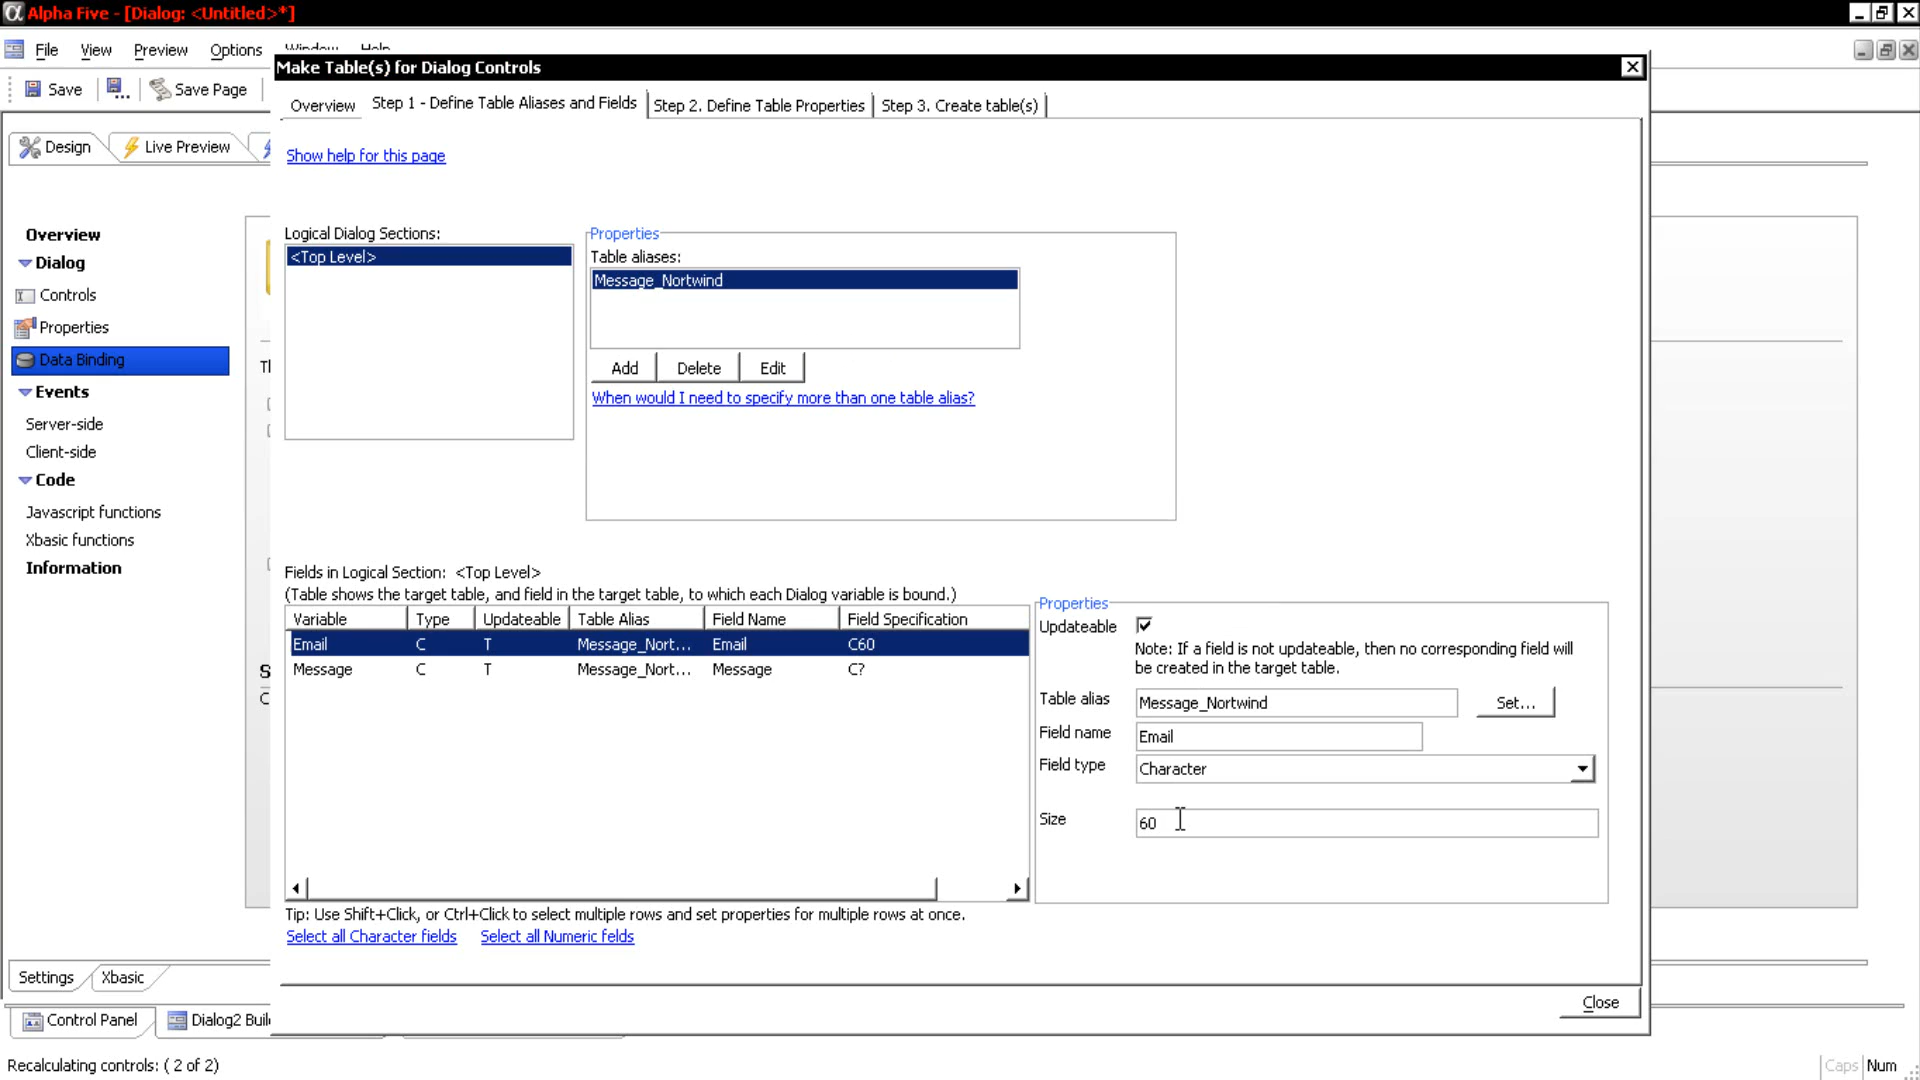 Alpha Five - [Dialog: <Untitled>*]
File View Preview Options Window Help
Save Save Page
Make Table(s) for Dialog Controls
Overview Step 1 - Define Table Aliases and Fields Step 2. Define Table Properties Step 3. Create table(s)
Design Live Preview
Show help for this page
Overview
Dialog
Controls
Properties
Data Binding
Events
Server-side
Client-side
Code
Javascript functions
Xbasic functions
Information
Logical Dialog Sections:
<Top Level>
Properties
Table aliases:
Message_Nortwind
Add Delete Edit
When would I need to specify more than one table alias?
Fields in Logical Section: <Top Level>
(Table shows the target table, and field in the target table, to which each Dialog variable is bound.)
Variable Type Updateable Table Alias Field Name Field Specification
Email C T Message_Nort... Email C60
Message C T Message_Nort... Message C?
Properties
Updateable
Note: If a field is not updateable, then no corresponding field will
be created in the target table.
Table alias Message_Nortwind Set...
Field name Email
Field type Character
Size 60
Tip: Use Shift+Click, or Ctrl+Click to select multiple rows and set properties for multiple rows at once.
Select all Character fields Select all Numeric felds
Close
Settings Xbasic
Control Panel Dialog2 Buil
Recalculating controls: ( 2 of 2)
Caps Num